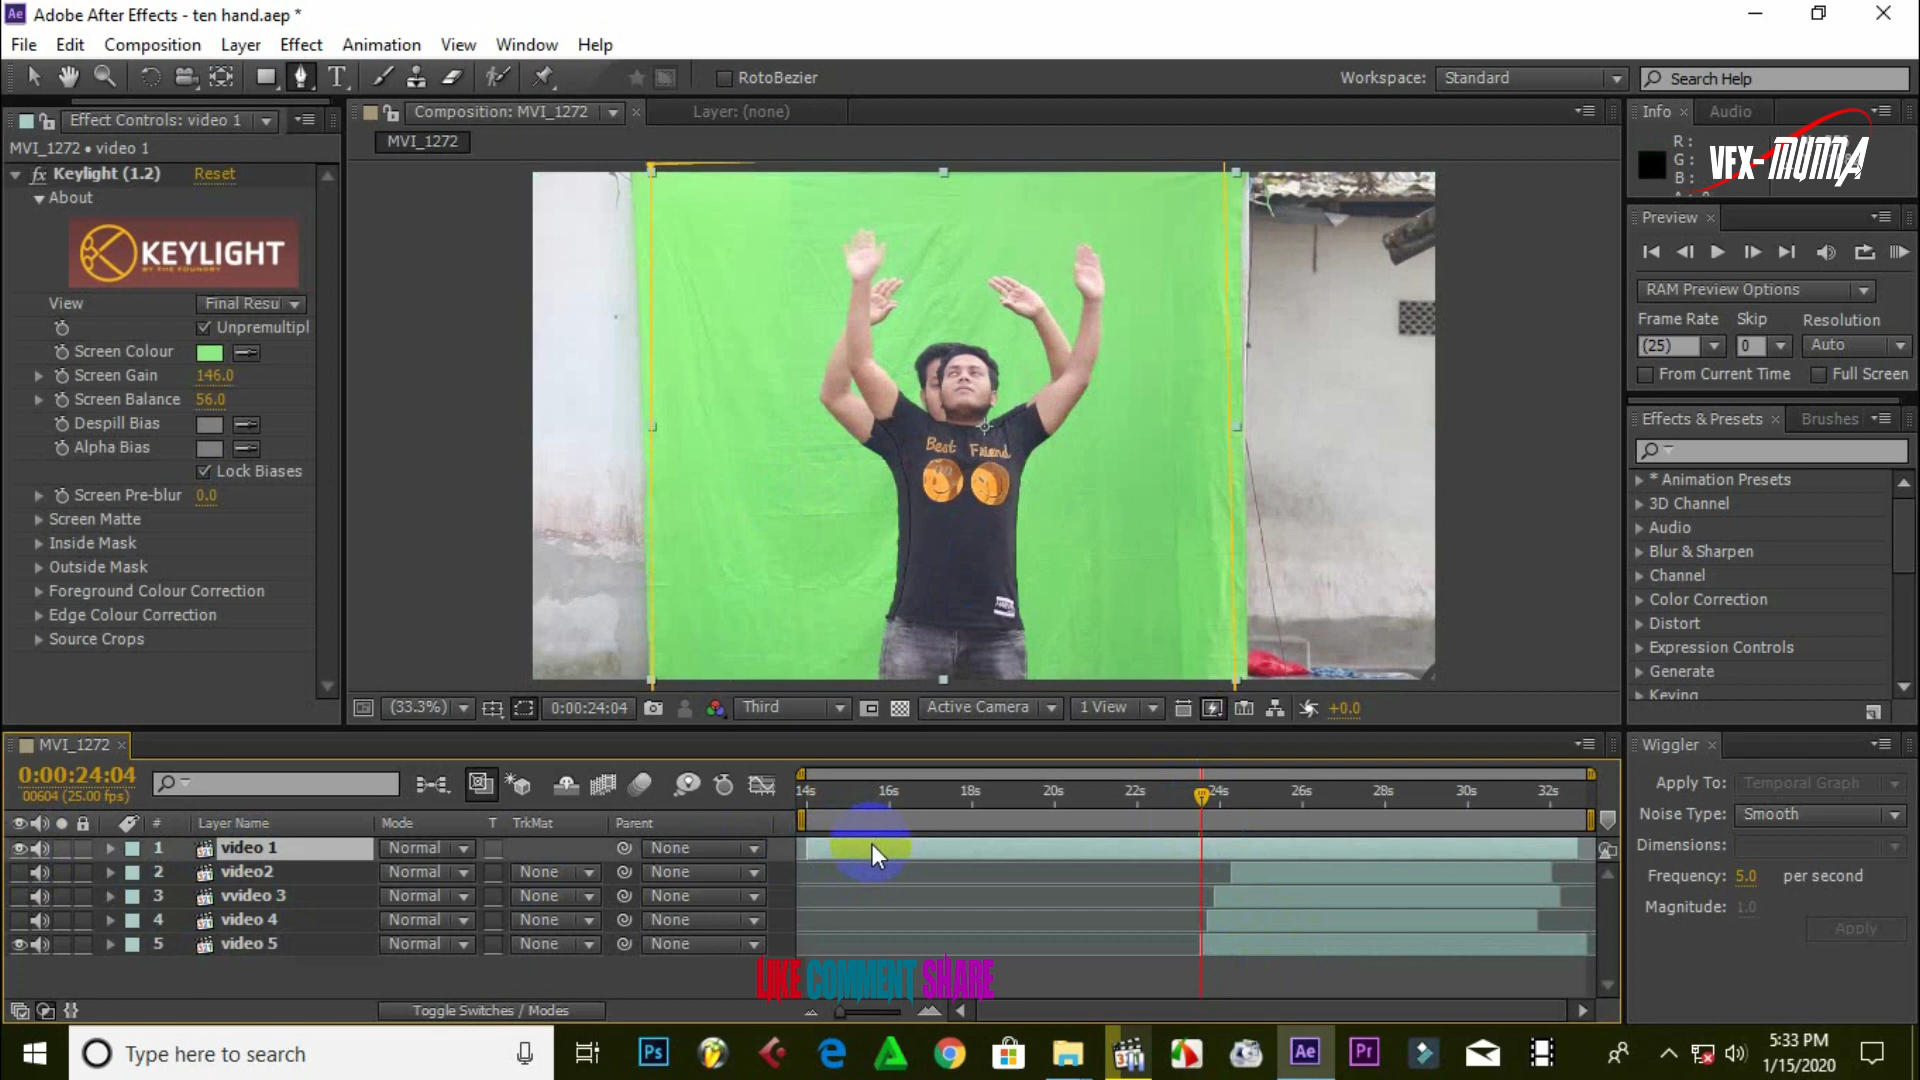 Adobe After Effects - ten hand.aep *
File Edit Composition Layer Effect Animation View Window Help
RotoBezier
Workspace: Standard
Search Help
Effect Controls: video 1
MVI_1272 • video 1
fx Keylight (1.2) Reset
About
KEYLIGHT
BY THE FOUNDRY
View Final Resu
Unpremultipl
Screen Colour
Screen Gain 146.0
Screen Balance 56.0
Despill Bias
Alpha Bias
Lock Biases
Screen Pre-blur 0.0
Screen Matte
Inside Mask
Outside Mask
Foreground Colour Correction
Edge Colour Correction
Source Crops
Composition: MVI_1272
Layer: (none)
MVI_1272
Best Friend
(33.3%) 0:00:24:04 Third Active Camera 1 View +0.0
Info Audio
R :
G :
B :
VFX-MUMMA
Preview
RAM Preview Options
Frame Rate Skip Resolution
(25) 0 Auto
From Current Time Full Screen
Effects & Presets Brushes
* Animation Presets
3D Channel
Audio
Blur & Sharpen
Channel
Color Correction
Distort
Expression Controls
Generate
Keying
MVI_1272
0:00:24:04
00604 (25.00 fps)
14s 16s 18s 20s 22s 24s 26s 28s 30s 32s
# Layer Name Mode T TrkMat Parent
1 video 1 Normal None
2 video2 Normal None None
3 vvideo 3 Normal None None
4 video 4 Normal None None
5 video 5 Normal None None
LIKE COMMENT SHARE
Toggle Switches / Modes
Wiggler
Apply To: Temporal Graph
Noise Type: Smooth
Dimensions:
Frequency: 5.0 per second
Magnitude: 1.0
Apply
Type here to search
Ps
Ae
Pr
5:33 PM
1/15/2020